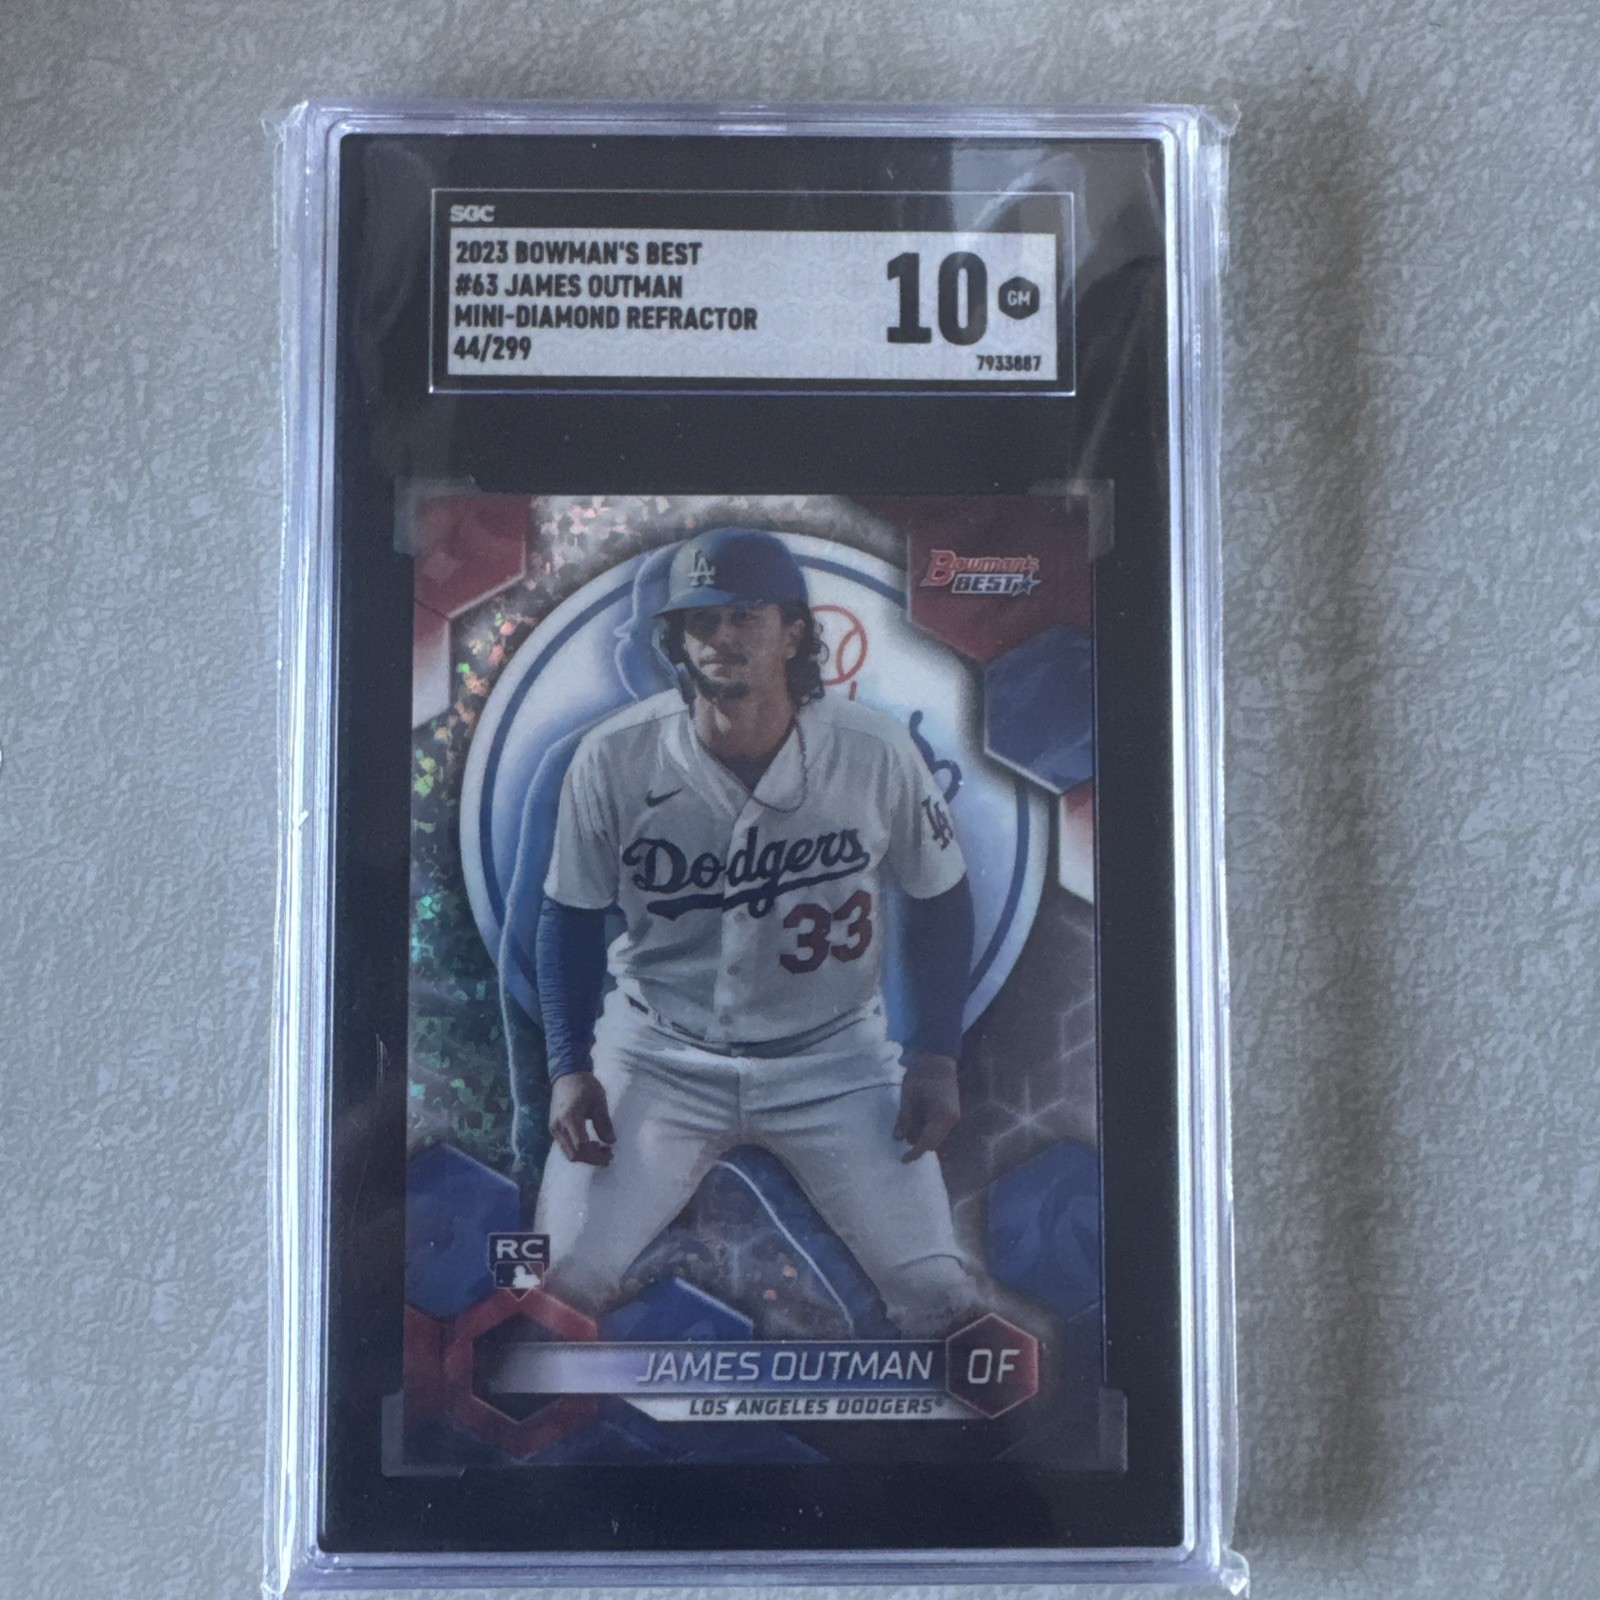 SGC
2023 BOWMAN'S BEST
#63 JAMES OUTMAN
MINI-DIAMOND REFRACTOR
44/299
10 GM
7933887
Bowman's
BEST
LA
Dodgers
LA
33
RC
JAMES OUTMAN OF
LOS ANGELES DODGERS®